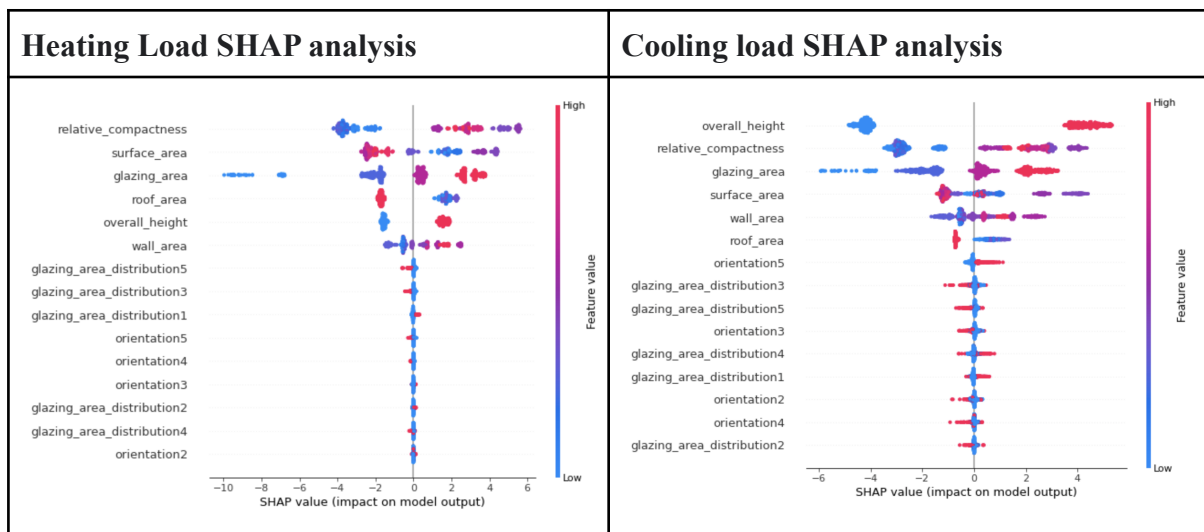 Heating Load SHAP analysis
Cooling load SHAP analysis
relative_compactness
surface_area
glazing_area
roof_area
overall_height
wall_area
glazing_area_distribution5
glazing_area_distribution3
glazing_area_distribution1
orientation5
orientation4
orientation3
glazing_area_distribution2
glazing_area_distribution4
orientation2
-10 -8 -6 -4 -2 0 2 4 6
SHAP value (impact on model output)
High
Feature value
Low
overall_height
relative_compactness
glazing_area
surface_area
wall_area
roof_area
orientation5
glazing_area_distribution3
glazing_area_distribution5
orientation3
glazing_area_distribution4
glazing_area_distribution1
orientation2
orientation4
glazing_area_distribution2
-6 -4 -2 0 2 4
SHAP value (impact on model output)
High
Feature value
Low